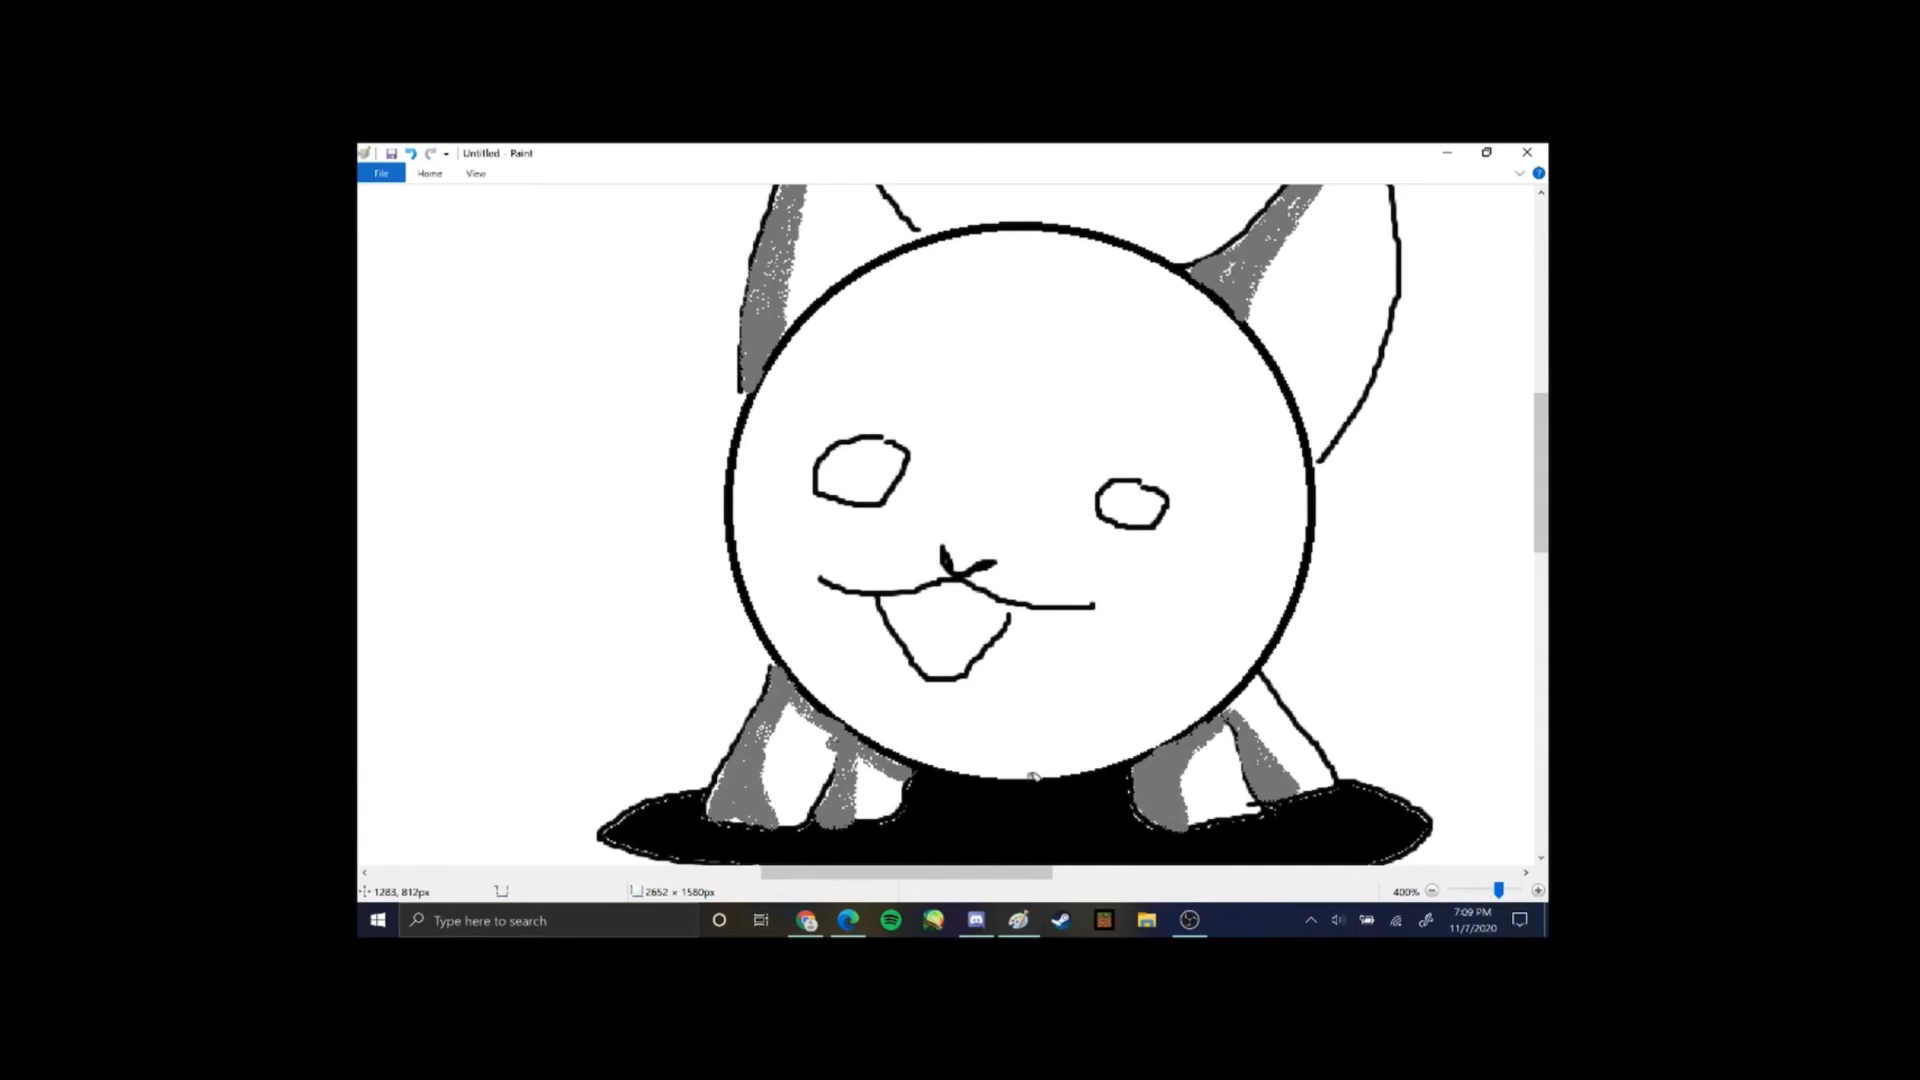 Untitled - Paint
File Home View
1283, 812px 2652 × 1580px 400%
Type here to search
7:09 PM
11/7/2020